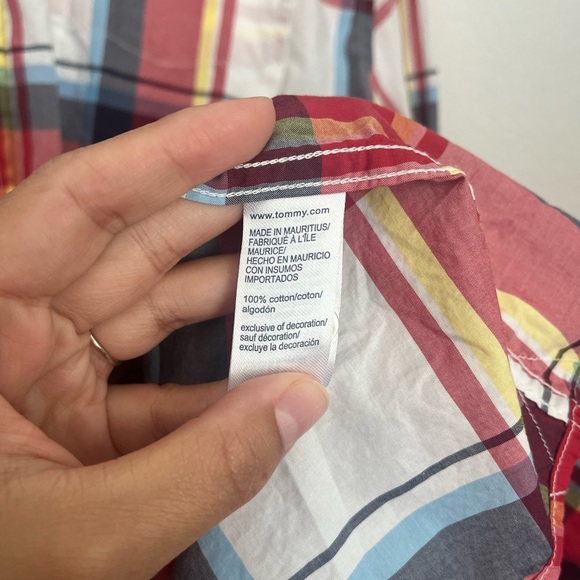 www.tommy.com
MADE IN MAURITIUS/
FABRIQUÉ À L'ÎLE
MAURICE/
HECHO EN MAURICIO
CON INSUMOS
IMPORTADOS
100% cotton/coton/
algodón
exclusive of decoration/
sauf décoration/
excluye la decoración